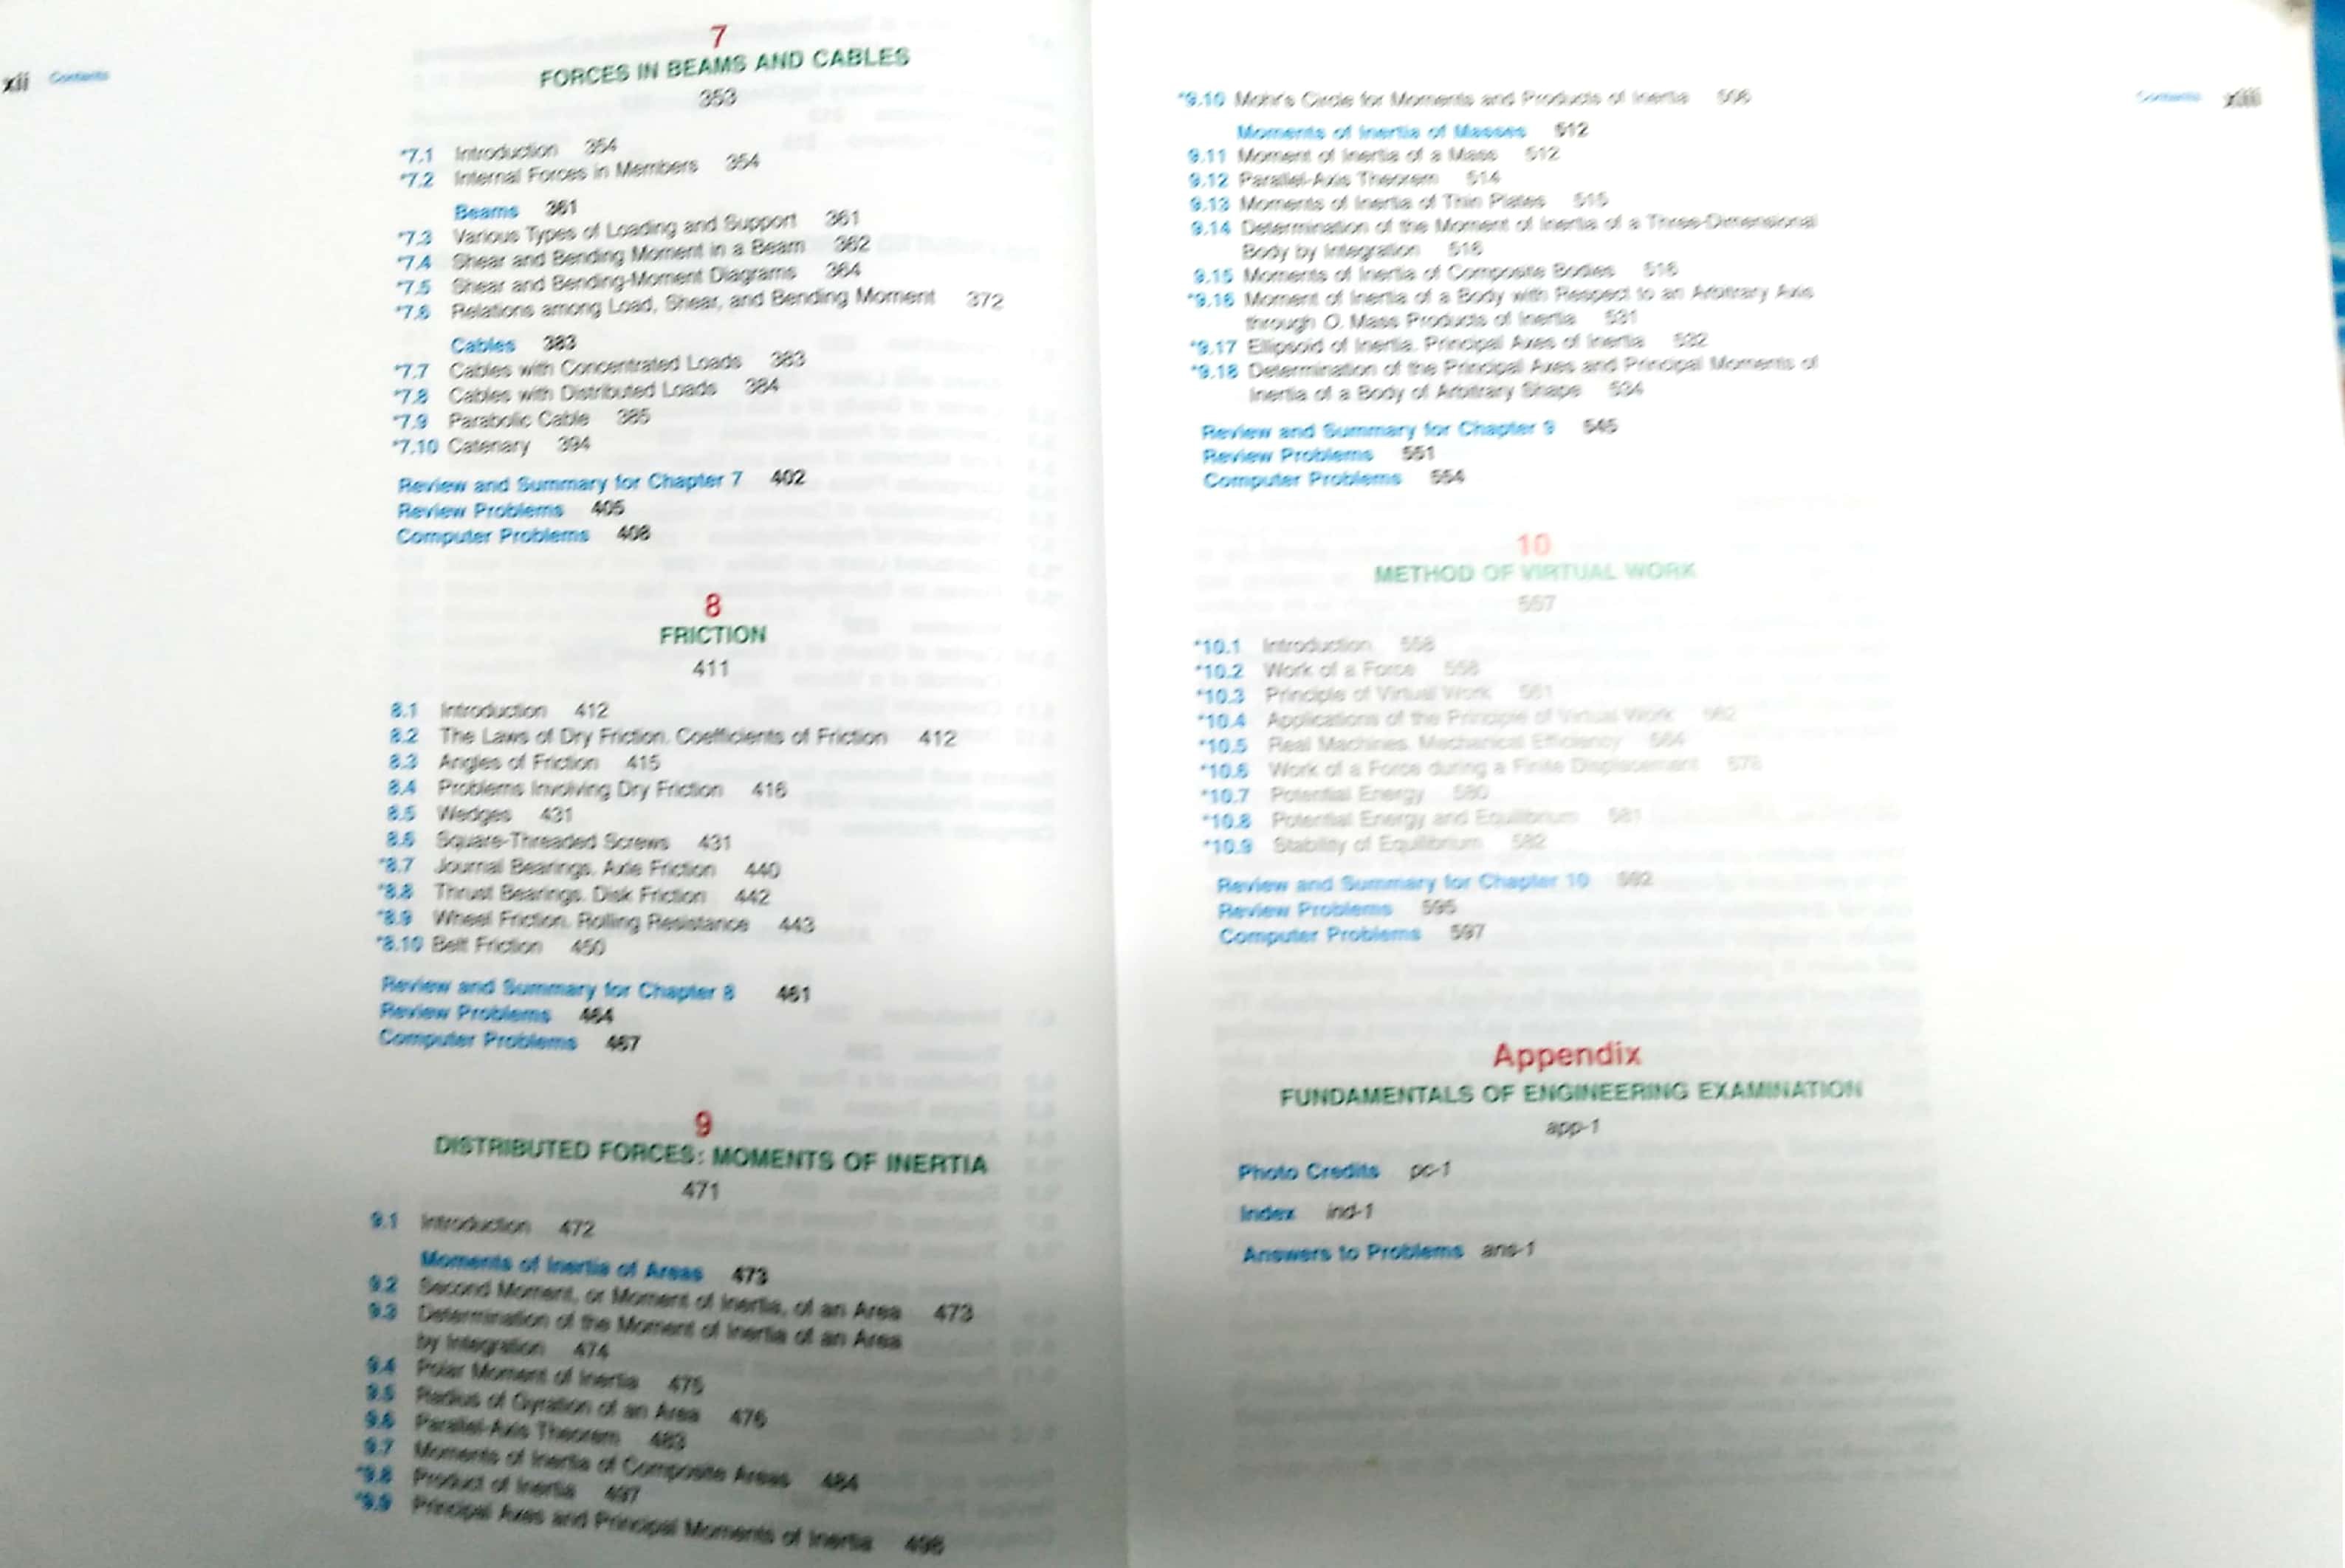 xii Contents
7
FORCES IN BEAMS AND CABLES
353
*7.1 Introduction 354
*7.2 Internal Forces in Members 354
Beams 361
*7.3 Various Types of Loading and Support 361
*7.4 Shear and Bending Moment in a Beam 362
*7.5 Shear and Bending-Moment Diagrams 364
*7.6 Relations among Load, Shear, and Bending Moment 372
Cables 383
*7.7 Cables with Concentrated Loads 383
*7.8 Cables with Distributed Loads 384
*7.9 Parabolic Cable 385
*7.10 Catenary 394
Review and Summary for Chapter 7 402
Review Problems 405
Computer Problems 408
8
FRICTION
411
8.1 Introduction 412
8.2 The Laws of Dry Friction. Coefficients of Friction 412
8.3 Angles of Friction 415
8.4 Problems Involving Dry Friction 416
8.5 Wedges 431
8.6 Square-Threaded Screws 431
*8.7 Journal Bearings. Axle Friction 440
*8.8 Thrust Bearings. Disk Friction 442
*8.9 Wheel Friction. Rolling Resistance 443
*8.10 Belt Friction 450
Review and Summary for Chapter 8 461
Review Problems 464
Computer Problems 467
9
DISTRIBUTED FORCES: MOMENTS OF INERTIA
471
9.1 Introduction 472
Moments of Inertia of Areas 473
9.2 Second Moment, or Moment of Inertia, of an Area 473
9.3 Determination of the Moment of Inertia of an Area
by Integration 474
9.4 Polar Moment of Inertia 475
9.5 Radius of Gyration of an Area 476
9.6 Parallel-Axis Theorem 483
9.7 Moments of Inertia of Composite Areas 484
*9.8 Product of Inertia 497
*9.9 Principal Axes and Principal Moments of Inertia 498
Contents xiii
*9.10 Mohr's Circle for Moments and Products of Inertia 506
Moments of Inertia of Masses 512
9.11 Moment of Inertia of a Mass 512
9.12 Parallel-Axis Theorem 514
9.13 Moments of Inertia of Thin Plates 515
9.14 Determination of the Moment of Inertia of a Three-Dimensional
Body by Integration 516
9.15 Moments of Inertia of Composite Bodies 516
*9.16 Moment of Inertia of a Body with Respect to an Arbitrary Axis
through O. Mass Products of Inertia 531
*9.17 Ellipsoid of Inertia. Principal Axes of Inertia 532
*9.18 Determination of the Principal Axes and Principal Moments of
Inertia of a Body of Arbitrary Shape 534
Review and Summary for Chapter 9 545
Review Problems 551
Computer Problems 554
10
METHOD OF VIRTUAL WORK
557
*10.1 Introduction 558
*10.2 Work of a Force 558
*10.3 Principle of Virtual Work 561
*10.4 Applications of the Principle of Virtual Work 562
*10.5 Real Machines. Mechanical Efficiency 564
*10.6 Work of a Force during a Finite Displacement 578
*10.7 Potential Energy 580
*10.8 Potential Energy and Equilibrium 581
*10.9 Stability of Equilibrium 582
Review and Summary for Chapter 10 592
Review Problems 595
Computer Problems 597
Appendix
FUNDAMENTALS OF ENGINEERING EXAMINATION
app-1
Photo Credits pc-1
Index ind-1
Answers to Problems ans-1